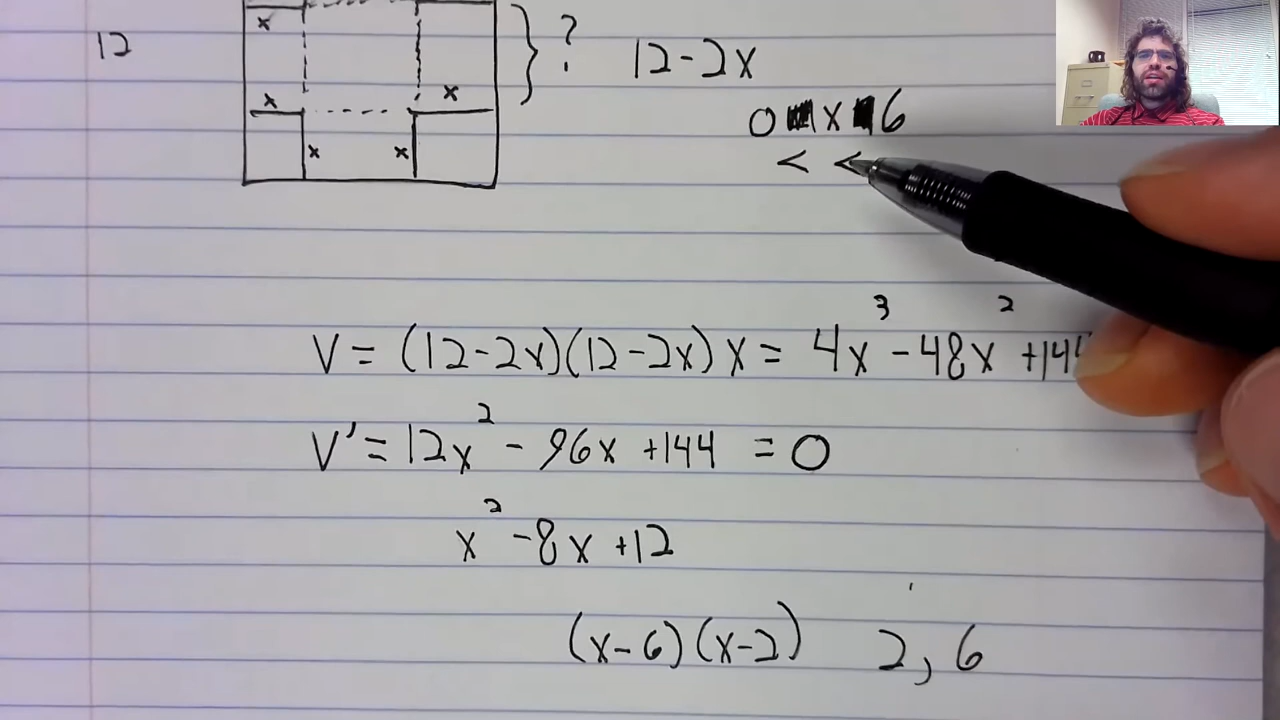 x
12
?
12-2x
x
x
0 x 6
< <
x
x
V = (12-2x)(12-2x)x = 4x³ - 48x² + 144
V' = 12x² - 96x + 144 = 0
x² - 8x + 12
(x-6)(x-2) 2, 6